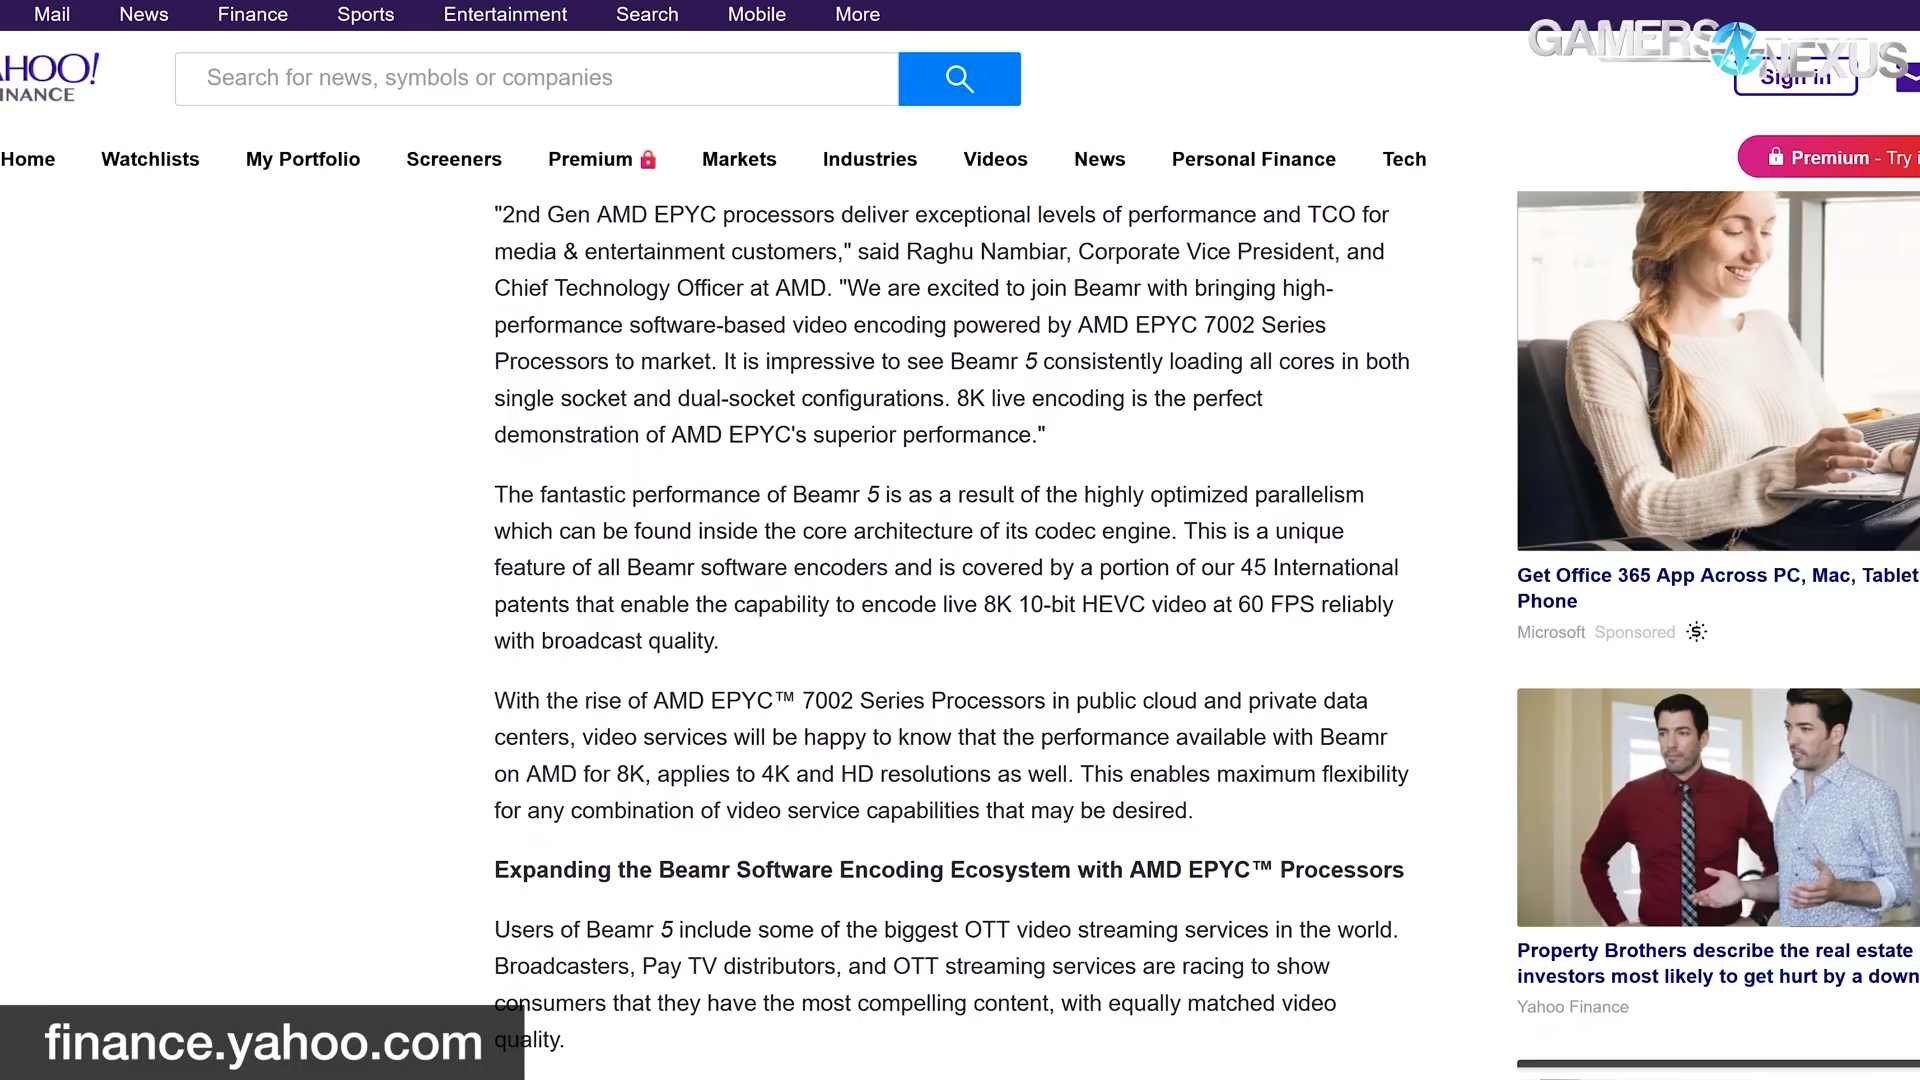 Mail News Finance Sports Entertainment Search Mobile More
GAMERS NEXUS
AHOO!
INANCE
Search for news, symbols or companies
Sign in
Home Watchlists My Portfolio Screeners Premium Markets Industries Videos News Personal Finance Tech
Premium - Try i
"2nd Gen AMD EPYC processors deliver exceptional levels of performance and TCO for
media & entertainment customers," said Raghu Nambiar, Corporate Vice President, and
Chief Technology Officer at AMD. "We are excited to join Beamr with bringing high-
performance software-based video encoding powered by AMD EPYC 7002 Series
Processors to market. It is impressive to see Beamr 5 consistently loading all cores in both
single socket and dual-socket configurations. 8K live encoding is the perfect
demonstration of AMD EPYC's superior performance."
The fantastic performance of Beamr 5 is as a result of the highly optimized parallelism
which can be found inside the core architecture of its codec engine. This is a unique
feature of all Beamr software encoders and is covered by a portion of our 45 International
patents that enable the capability to encode live 8K 10-bit HEVC video at 60 FPS reliably
with broadcast quality.
With the rise of AMD EPYC™ 7002 Series Processors in public cloud and private data
centers, video services will be happy to know that the performance available with Beamr
on AMD for 8K, applies to 4K and HD resolutions as well. This enables maximum flexibility
for any combination of video service capabilities that may be desired.
Expanding the Beamr Software Encoding Ecosystem with AMD EPYC™ Processors
Users of Beamr 5 include some of the biggest OTT video streaming services in the world.
Broadcasters, Pay TV distributors, and OTT streaming services are racing to show
consumers that they have the most compelling content, with equally matched video
quality.
Get Office 365 App Across PC, Mac, Tablet
Phone
Microsoft Sponsored
Property Brothers describe the real estate
investors most likely to get hurt by a down
Yahoo Finance
finance.yahoo.com